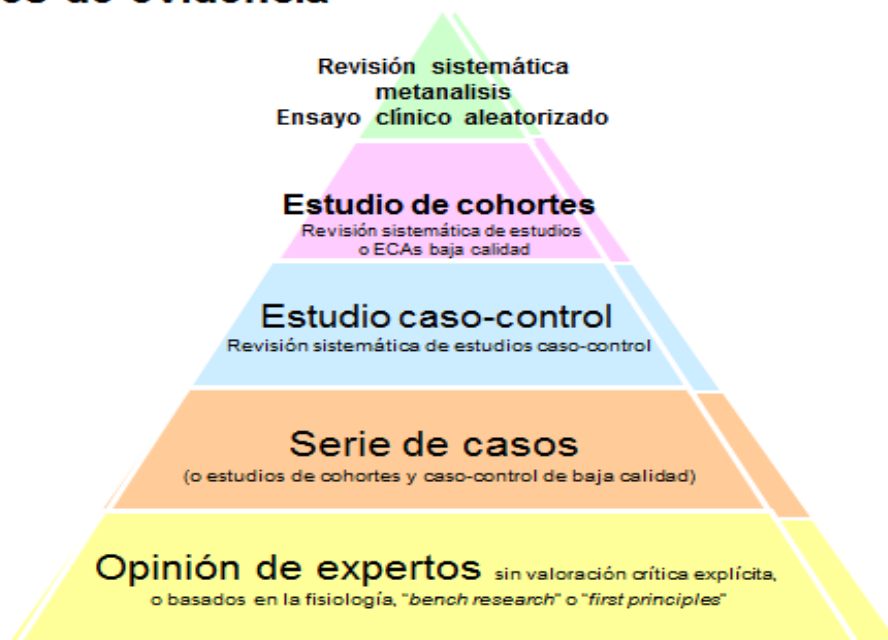 de evidencia
Revisión sistemática
metanalisis
Ensayo clínico aleatorizado
Estudio de cohortes
Revisión sistemática de estudios
o ECAs baja calidad
Estudio caso-control
Revisión sistemática de estudios caso-control
Serie de casos
(o estudios de cohortes y caso-control de baja calidad)
Opinión de expertos sin valoración crítica explícita,
o basados en la fisiología, "bench research" o "first principles"